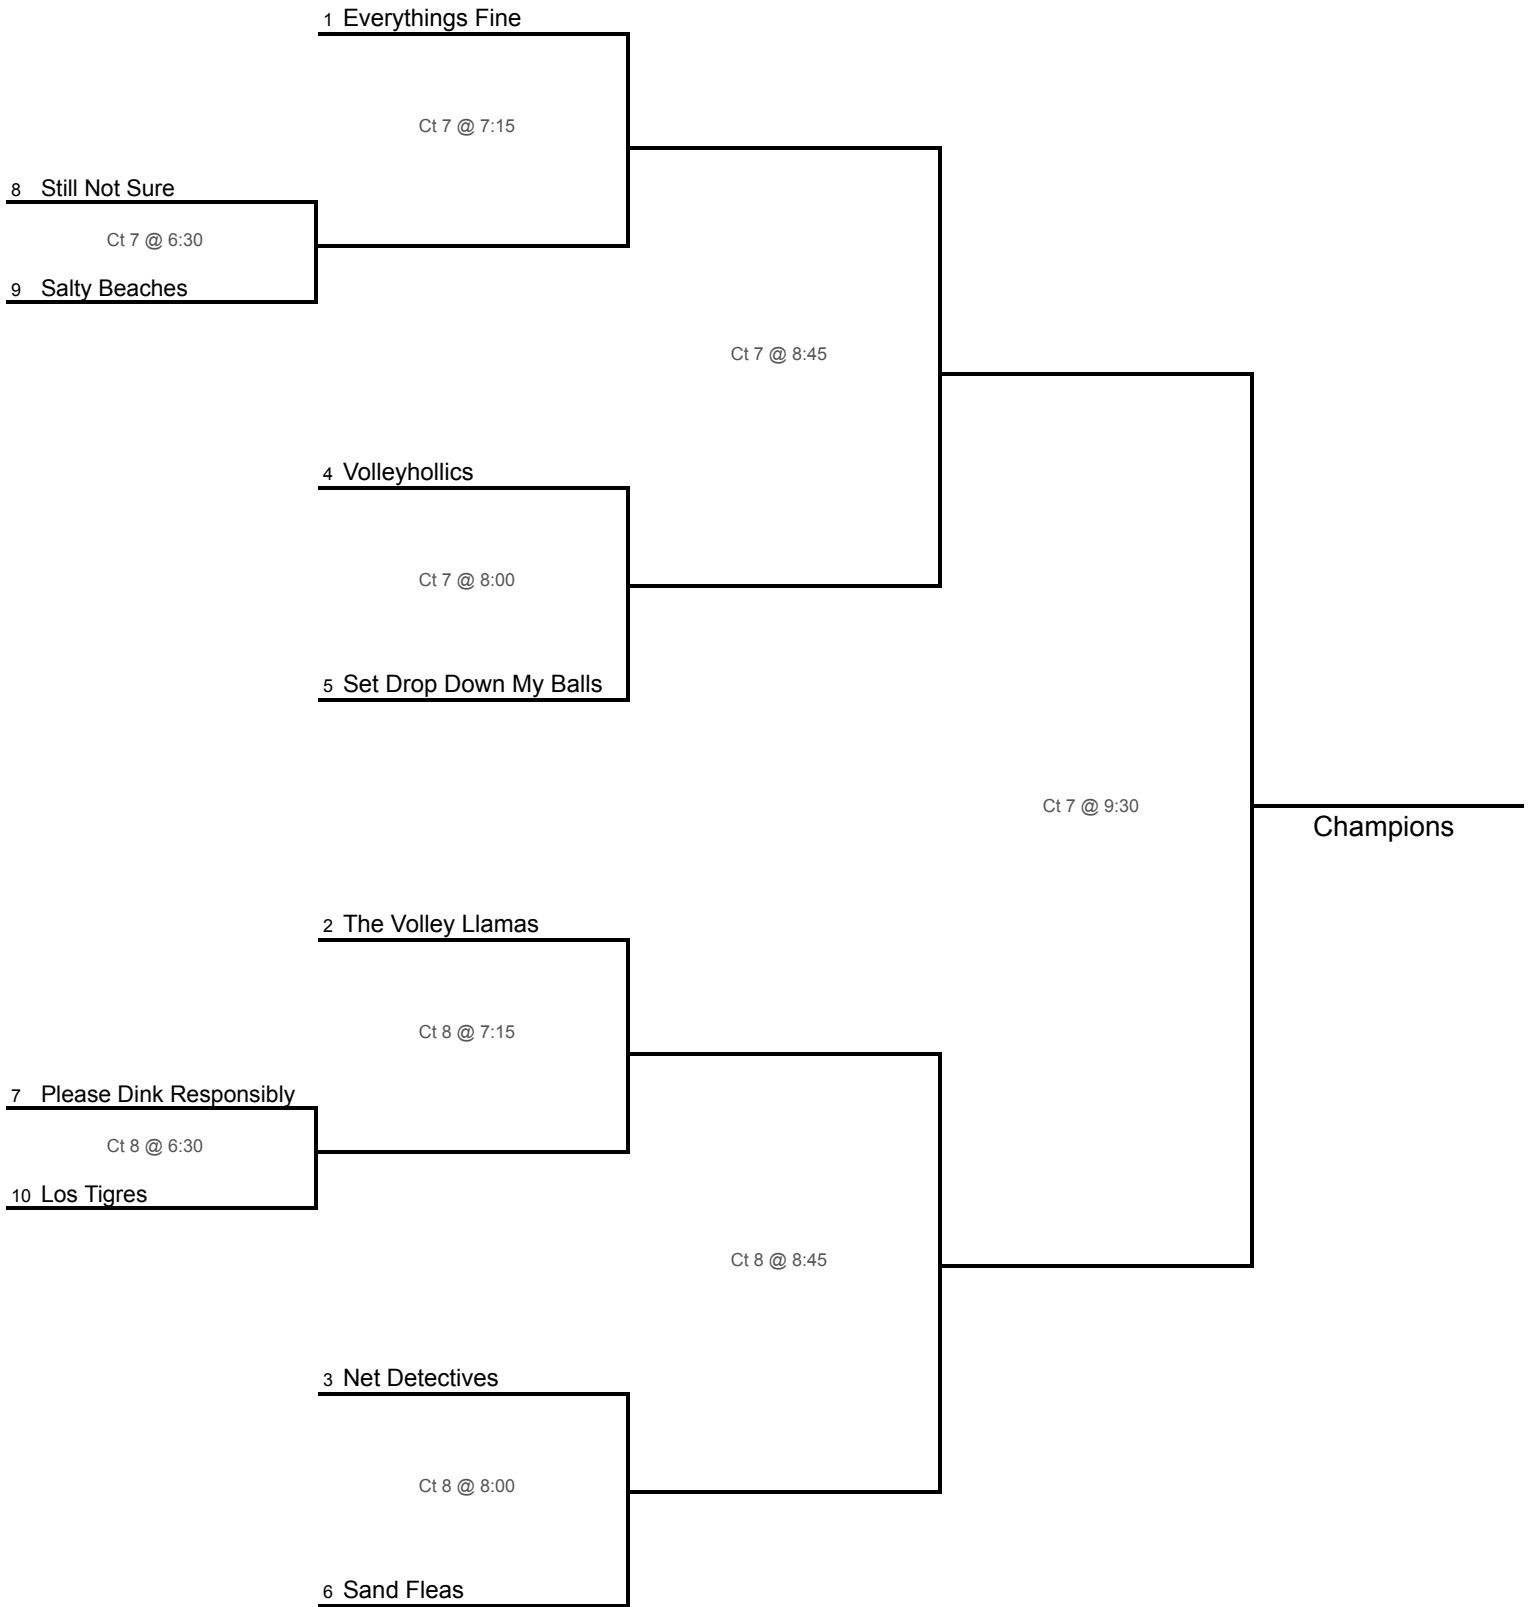 1 Everythings Fine
Ct 7 @ 7:15
8 Still Not Sure
Ct 7 @ 6:30
9 Salty Beaches
Ct 7 @ 8:45
4 Volleyhollics
Ct 7 @ 8:00
5 Set Drop Down My Balls
Ct 7 @ 9:30
Champions
2 The Volley Llamas
Ct 8 @ 7:15
7 Please Dink Responsibly
Ct 8 @ 6:30
10 Los Tigres
Ct 8 @ 8:45
3 Net Detectives
Ct 8 @ 8:00
6 Sand Fleas